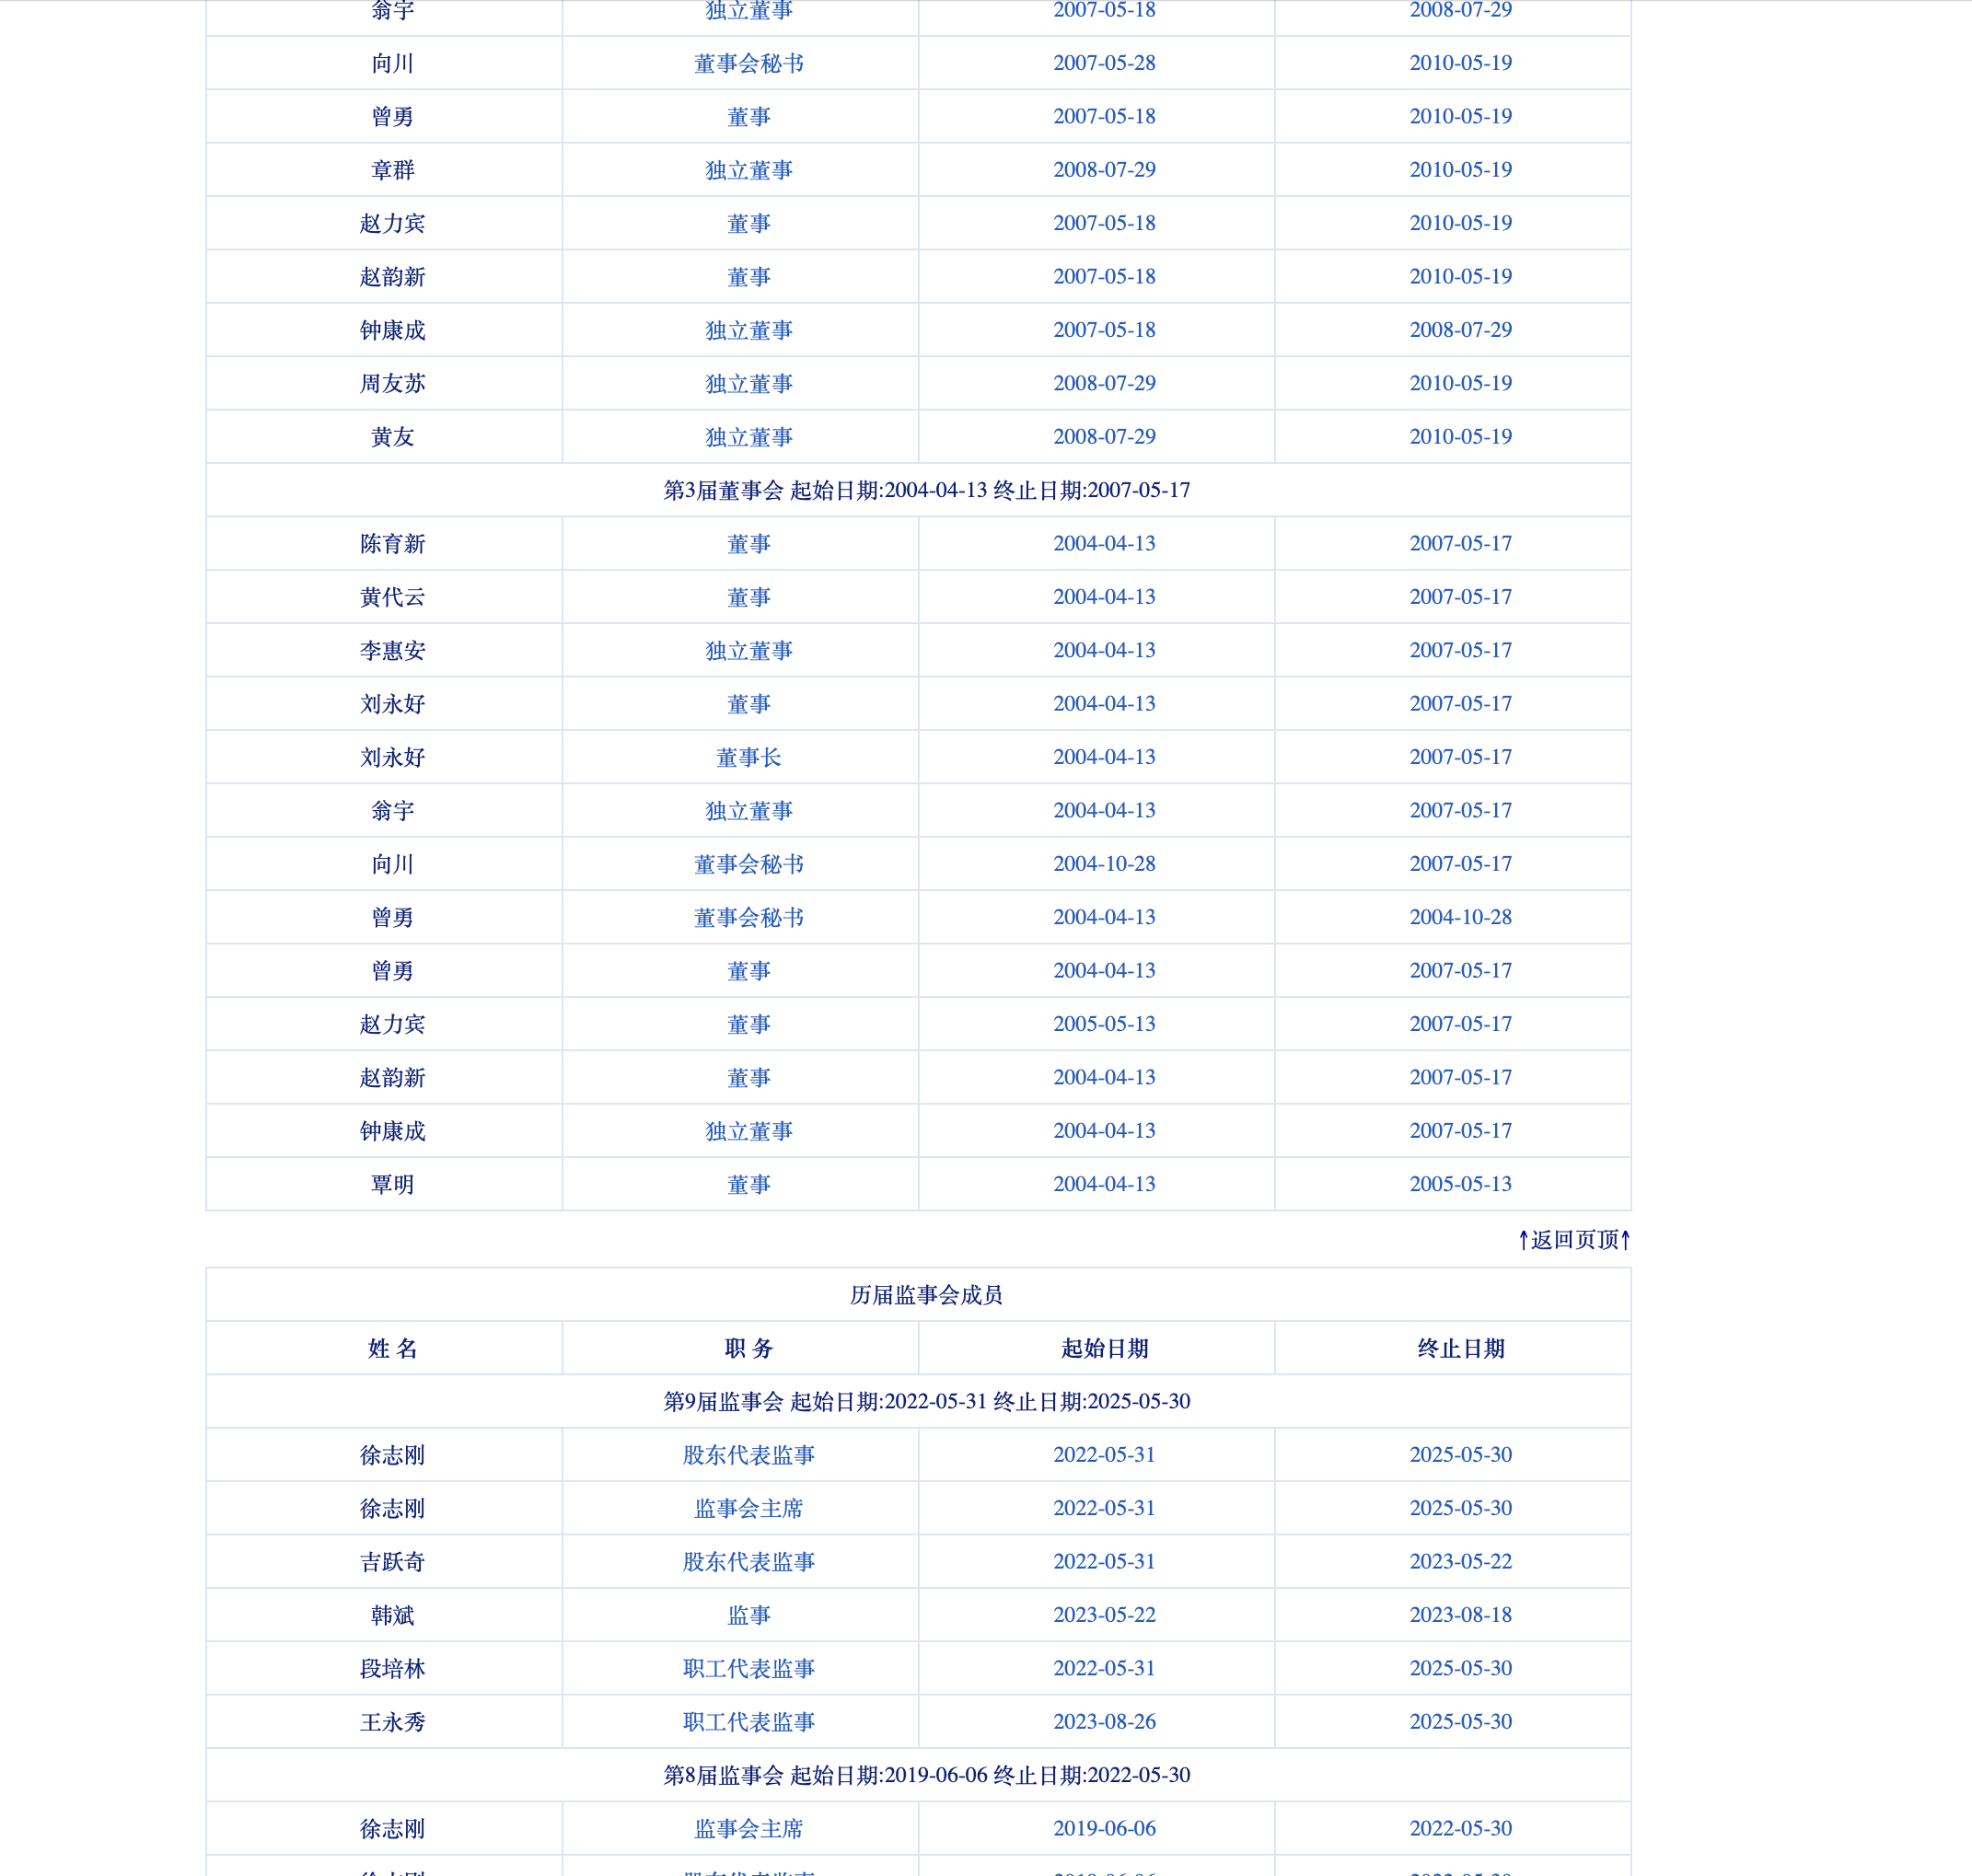 翁宇 独立董事 2007-05-18 2008-07-29
向川 董事会秘书 2007-05-28 2010-05-19
曾勇 董事 2007-05-18 2010-05-19
章群 独立董事 2008-07-29 2010-05-19
赵力宾 董事 2007-05-18 2010-05-19
赵韵新 董事 2007-05-18 2010-05-19
钟康成 独立董事 2007-05-18 2008-07-29
周友苏 独立董事 2008-07-29 2010-05-19
黄友 独立董事 2008-07-29 2010-05-19
第3届董事会 起始日期:2004-04-13 终止日期:2007-05-17
陈育新 董事 2004-04-13 2007-05-17
黄代云 董事 2004-04-13 2007-05-17
李惠安 独立董事 2004-04-13 2007-05-17
刘永好 董事 2004-04-13 2007-05-17
刘永好 董事长 2004-04-13 2007-05-17
翁宇 独立董事 2004-04-13 2007-05-17
向川 董事会秘书 2004-10-28 2007-05-17
曾勇 董事会秘书 2004-04-13 2004-10-28
曾勇 董事 2004-04-13 2007-05-17
赵力宾 董事 2005-05-13 2007-05-17
赵韵新 董事 2004-04-13 2007-05-17
钟康成 独立董事 2004-04-13 2007-05-17
覃明 董事 2004-04-13 2005-05-13
↑返回页顶↑
历届监事会成员
姓 名 职 务 起始日期 终止日期
第9届监事会 起始日期:2022-05-31 终止日期:2025-05-30
徐志刚 股东代表监事 2022-05-31 2025-05-30
徐志刚 监事会主席 2022-05-31 2025-05-30
吉跃奇 股东代表监事 2022-05-31 2023-05-22
韩斌 监事 2023-05-22 2023-08-18
段培林 职工代表监事 2022-05-31 2025-05-30
王永秀 职工代表监事 2023-08-26 2025-05-30
第8届监事会 起始日期:2019-06-06 终止日期:2022-05-30
徐志刚 监事会主席 2019-06-06 2022-05-30